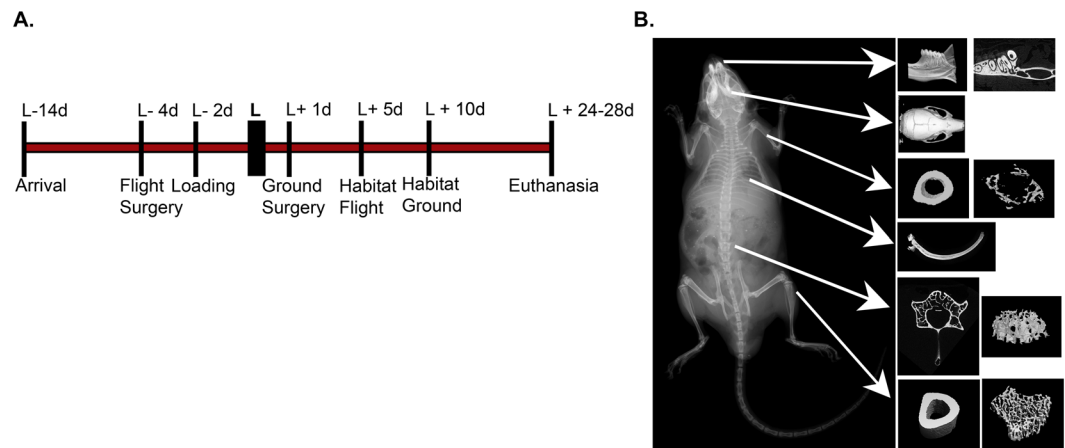 A.
B.
L-14d
L- 4d
L- 2d
L
L+ 1d
L+ 5d
L + 10d
L + 24-28d
Arrival
Flight
Surgery
Loading
Ground
Surgery
Habitat
Flight
Habitat
Ground
Euthanasia